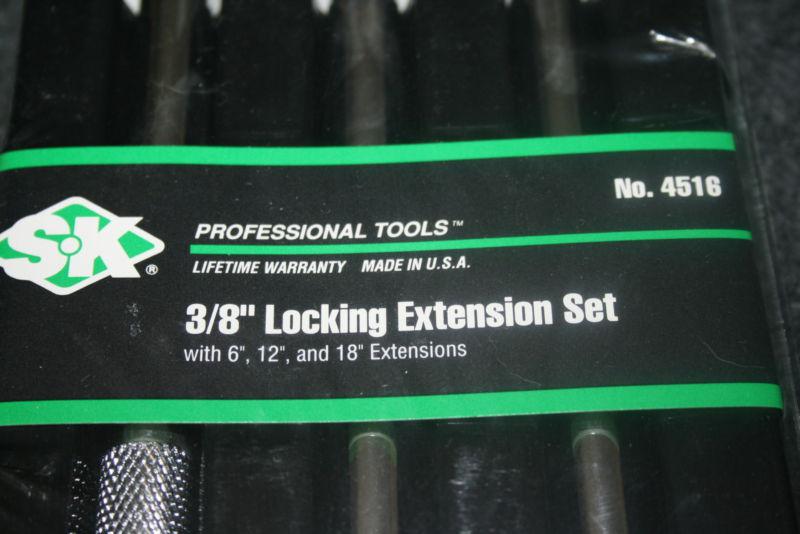 No. 4516
SK®
PROFESSIONAL TOOLS™
LIFETIME WARRANTY MADE IN U.S.A.
3/8" Locking Extension Set
with 6", 12", and 18" Extensions